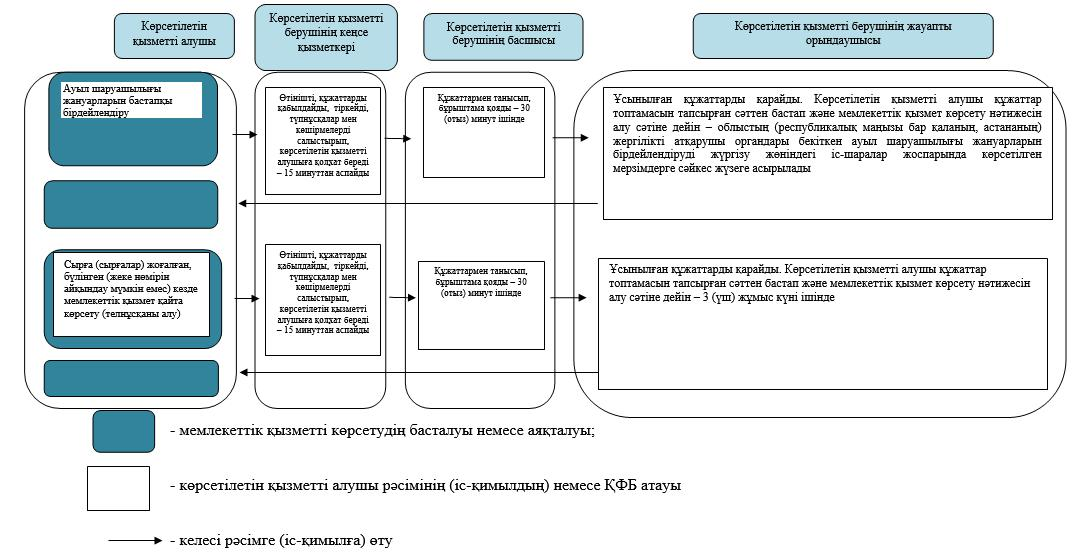 Көрсетілетін
қызметті алушы
Көрсетілетін қызметті
берушінің кеңсе
қызметкері
Көрсетілетін қызметті
берушінің басшысы
Көрсетілетін қызметті берушінің жауапты
орындаушысы
Ауыл шаруашылығы
жануарларын бастапқы
бірдейлендіру
Өтінішті, құжаттарды
қабылдайды, тіркейді,
түпнұсқалар мен
көшірмелерді
салыстырып,
көрсетілетін қызметті
алушыға қолхат береді
– 15 минуттан аспайды
Құжаттармен танысып,
бұрыштама қояды – 30
(отыз) минут ішінде
Ұсынылған құжаттарды қарайды. Көрсетілетін қызметті алушы құжаттар
топтамасын тапсырған сәттен бастап және мемлекеттік қызмет көрсету нәтижесін
алу сәтіне дейін – облыстың (республикалық маңызы бар қаланың, астананың)
жергілікті атқарушы органдары бекіткен ауыл шаруашылығы жануарларын
бірдейлендіруді жүргізу жөніндегі іс-шаралар жоспарында көрсетілген
мерзімдерге сәйкес жүзеге асырылады
Сырға (сырғалар) жоғалған,
бүлінген (жеке нөмірін
айқындау мүмкін емес) кезде
мемлекеттік қызмет қайта
көрсету (телнұсқаны алу)
Өтінішті, құжаттарды
қабылдайды, тіркейді,
түпнұсқалар мен
көшірмелерді
салыстырып,
көрсетілетін қызметті
алушыға қолхат береді
– 15 минуттан аспайды
Құжаттармен танысып,
бұрыштама қояды – 30
(отыз) минут ішінде
Ұсынылған құжаттарды қарайды. Көрсетілетін қызметті алушы құжаттар
топтамасын тапсырған сәттен бастап және мемлекеттік қызмет көрсету нәтижесін
алу сәтіне дейін – 3 (үш) жұмыс күні ішінде
- мемлекеттік қызметті көрсетудің басталуы немесе аяқталуы;
- көрсетілетін қызметті алушы рәсімінің (іс-қимылдың) немесе ҚФБ атауы
- келесі рәсімге (іс-қимылға) өту